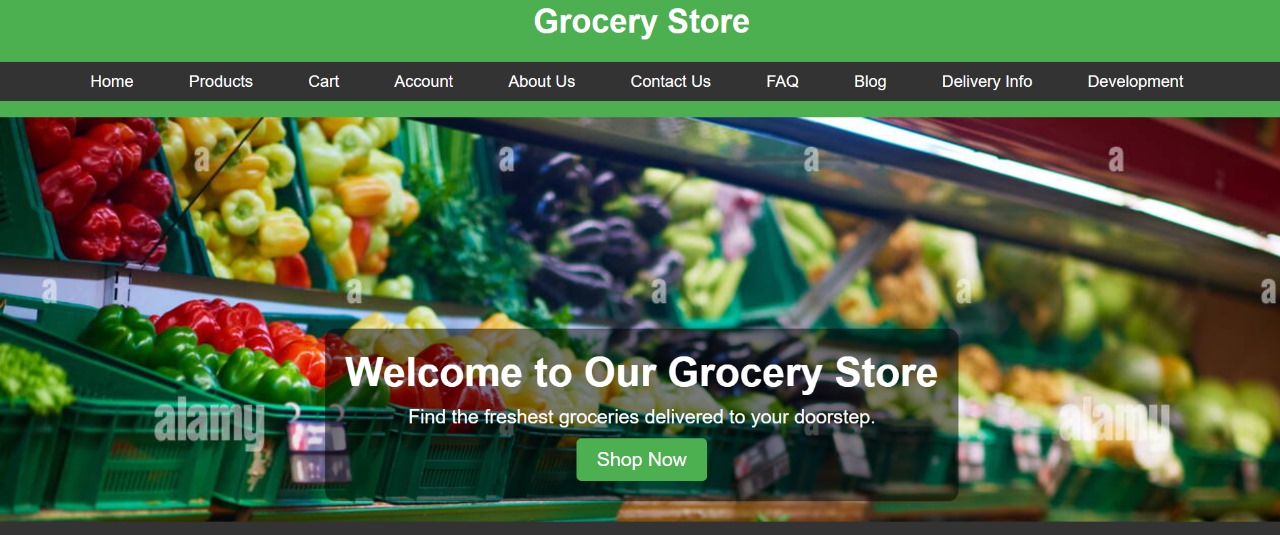 Grocery Store
Home Products Cart Account About Us Contact Us FAQ Blog Delivery Info Development
a a a a
a a a a a
Welcome to Our Grocery Store
alamy alamy
Find the freshest groceries delivered to your doorstep.
a
Shop Now